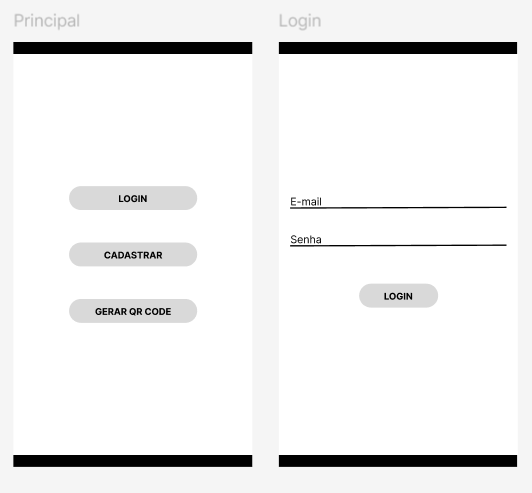 Principal
LOGIN
CADASTRAR
GERAR QR CODE
Login
E-mail
Senha
LOGIN